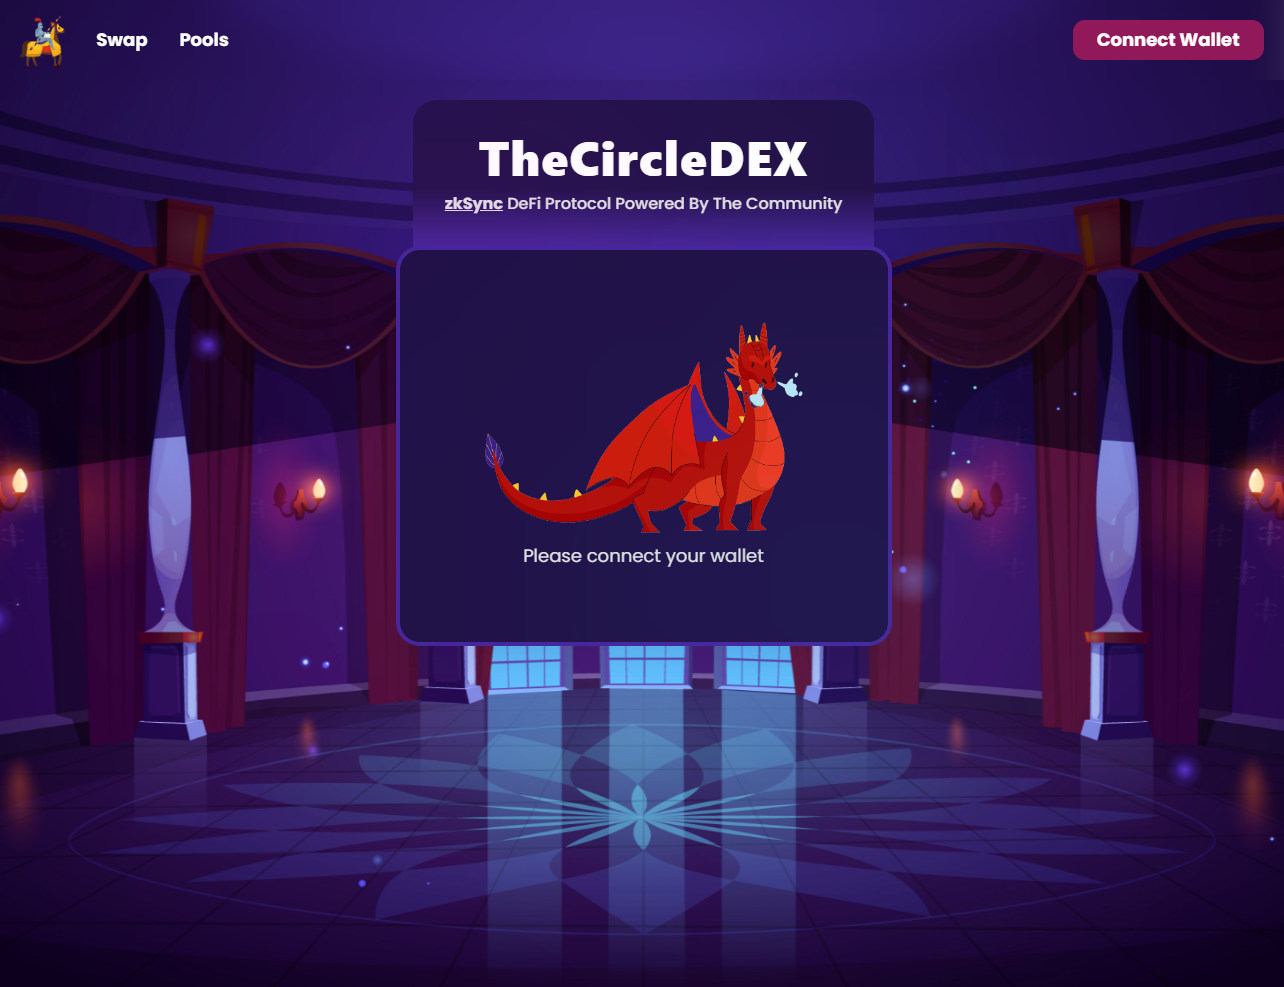 Swap Pools Connect Wallet
TheCircleDEX
zkSync DeFi Protocol Powered By The Community
Please connect your wallet